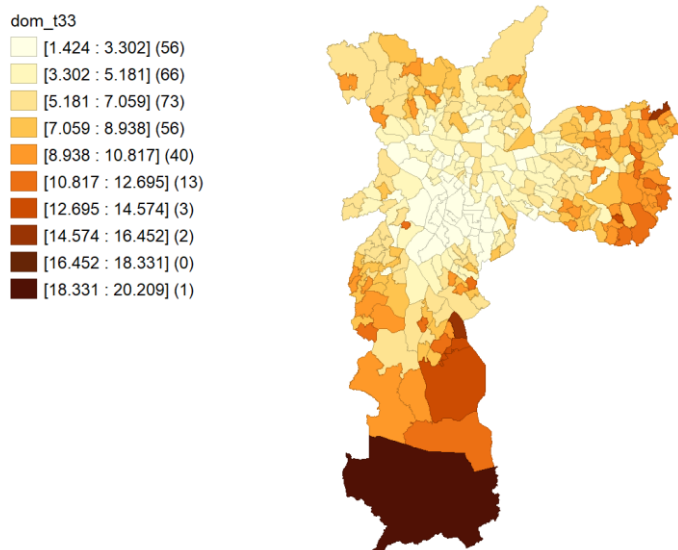 dom_t33
[1.424 : 3.302] (56)
[3.302 : 5.181] (66)
[5.181 : 7.059] (73)
[7.059 : 8.938] (56)
[8.938 : 10.817] (40)
[10.817 : 12.695] (13)
[12.695 : 14.574] (3)
[14.574 : 16.452] (2)
[16.452 : 18.331] (0)
[18.331 : 20.209] (1)